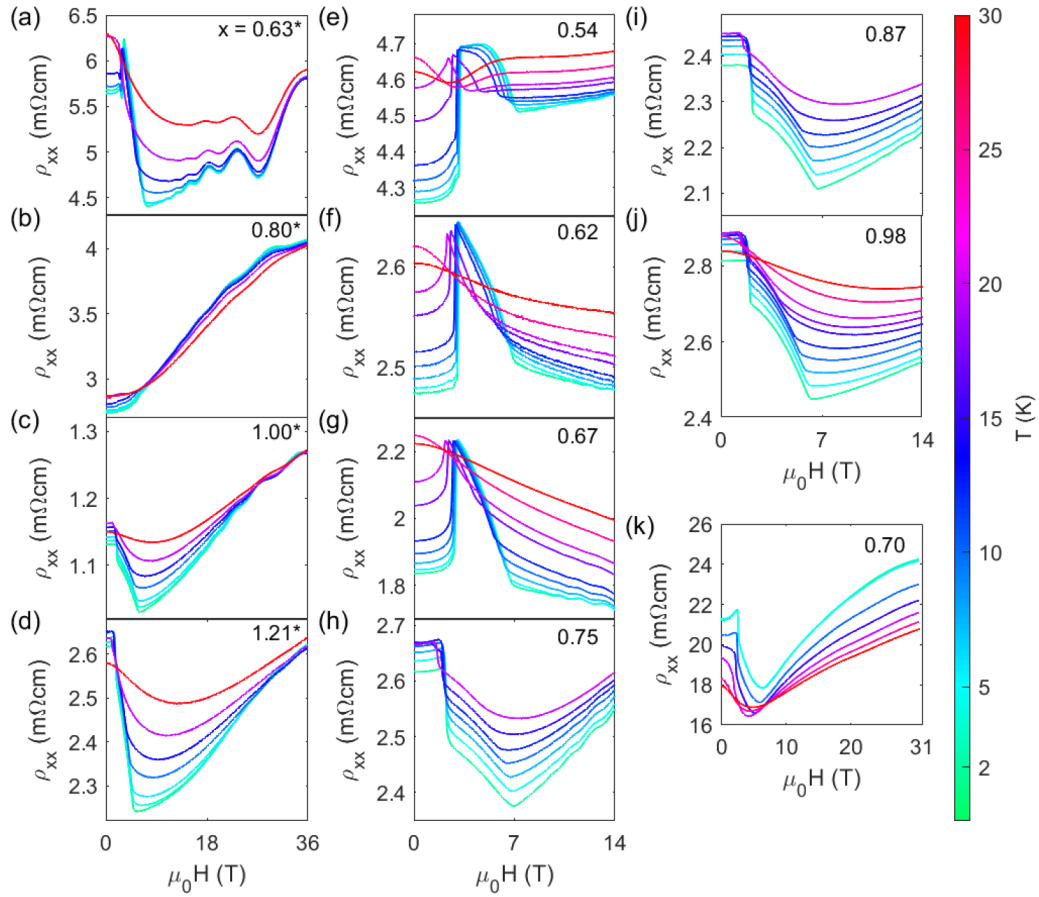 (a)
x = 0.63*
6.5
6
5.5
5
4.5
ρxx (mΩcm)
(b)
0.80*
4
3.5
3
ρxx (mΩcm)
(c)
1.00*
1.3
1.2
1.1
ρxx (mΩcm)
(d)
1.21*
2.6
2.5
2.4
2.3
ρxx (mΩcm)
0
18
36
μ0H (T)
(e)
0.54
4.7
4.6
4.5
4.4
4.3
ρxx (mΩcm)
(f)
0.62
2.6
2.5
ρxx (mΩcm)
(g)
0.67
2.2
2
1.8
ρxx (mΩcm)
(h)
0.75
2.7
2.6
2.5
2.4
ρxx (mΩcm)
0
7
14
μ0H (T)
(i)
0.87
2.4
2.3
2.2
2.1
ρxx (mΩcm)
(j)
0.98
2.8
2.6
2.4
ρxx (mΩcm)
0
7
14
μ0H (T)
(k)
0.70
26
24
22
20
18
16
ρxx (mΩcm)
0
10
20
31
μ0H (T)
30
25
20
15
10
5
2
T (K)